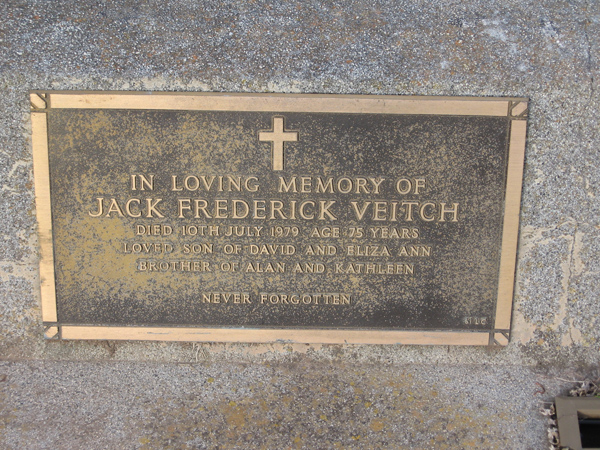 IN LOVING MEMORY OF
JACK FREDERICK VEITCH
DIED 10TH JULY 1979 AGE 75 YEARS
LOVED SON OF DAVID AND ELIZA ANN
BROTHER OF ALAN AND KATHLEEN
NEVER FORGOTTEN